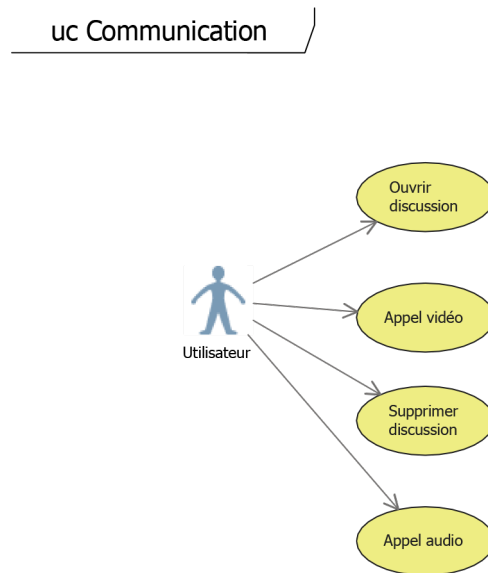 uc Communication
Ouvrir
discussion
Appel vidéo
Utilisateur
Supprimer
discussion
Appel audio